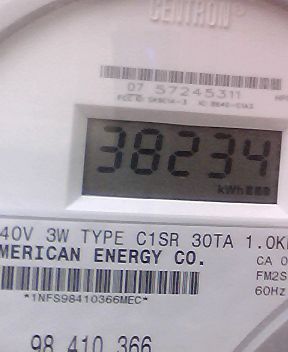 CENTRON®
07 57245311
38234
kWh
40V 3W TYPE C1SR 30TA 1.0K
MERICAN ENERGY CO.
CA 0
FM2S
60Hz
*1NFS98410366MEC*
98 410 366